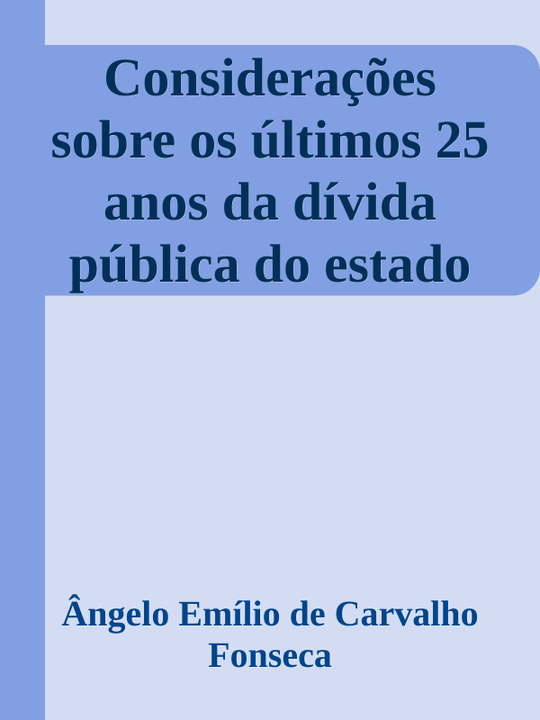 Considerações
sobre os últimos 25
anos da dívida
pública do estado
Ângelo Emílio de Carvalho
Fonseca